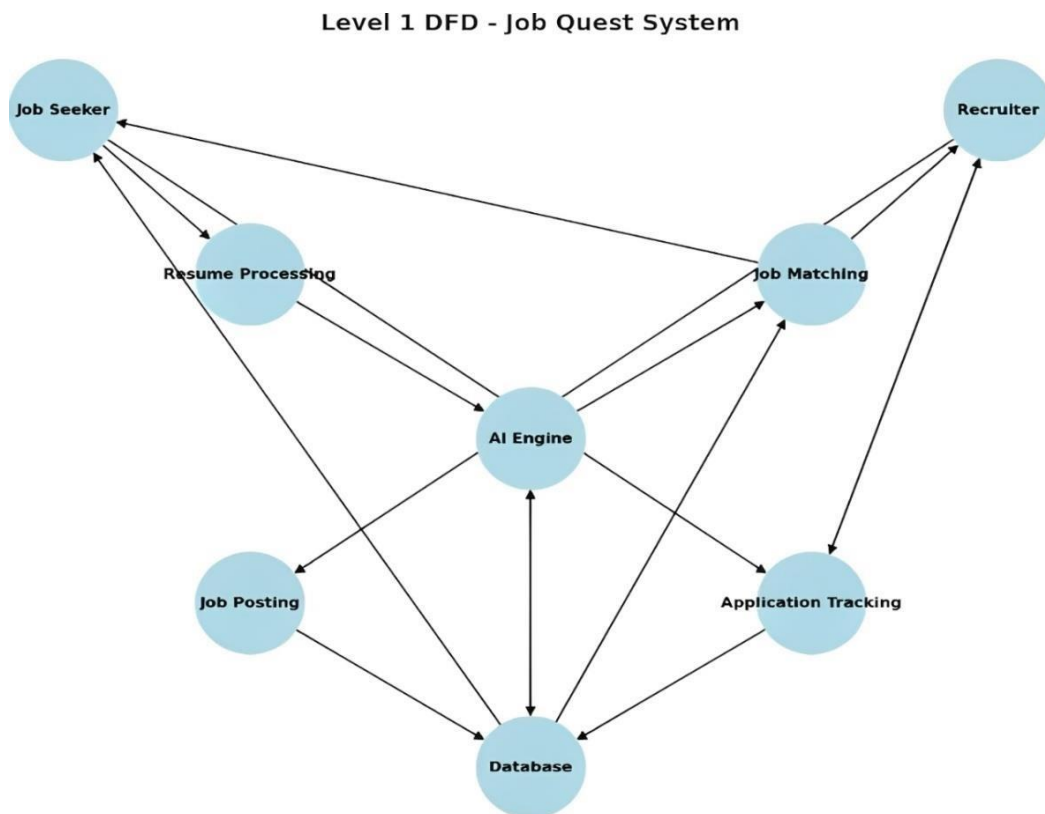 Level 1 DFD - Job Quest System
Job Seeker
Recruiter
Resume Processing
Job Matching
AI Engine
Job Posting
Application Tracking
Database